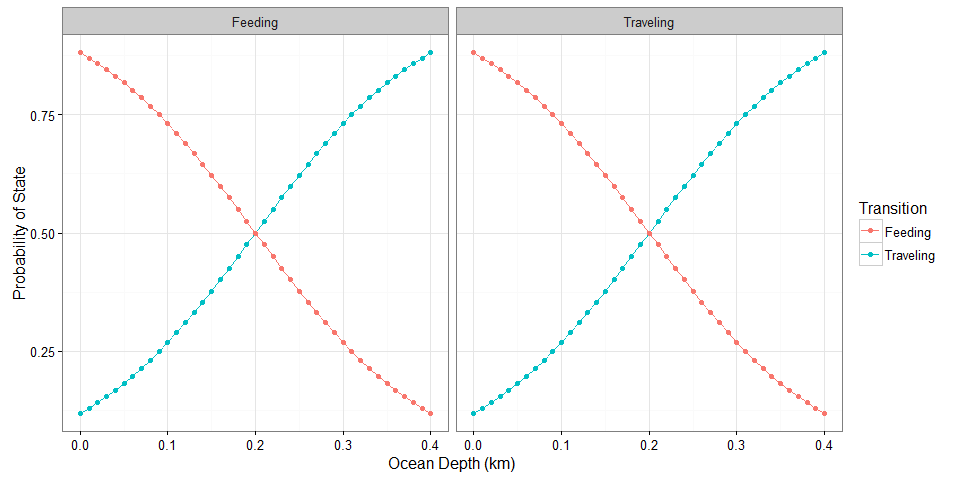 Feeding
Traveling
0.75
0.50
0.25
Probability of State
0.0 0.1 0.2 0.3 0.4
0.0 0.1 0.2 0.3 0.4
Ocean Depth (km)
Transition
Feeding
Traveling